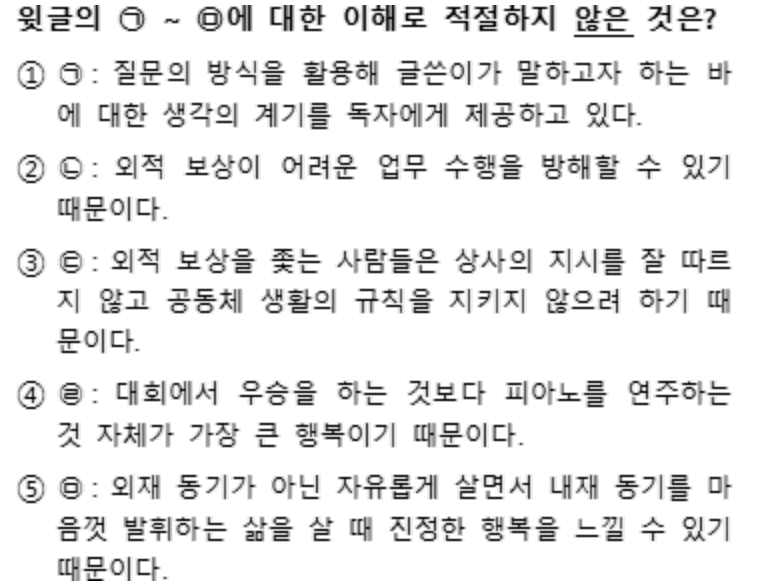 윗글의 ㉠ ~ ㉤에 대한 이해로 적절하지 않은 것은?
① ㉠ : 질문의 방식을 활용해 글쓴이가 말하고자 하는 바
에 대한 생각의 계기를 독자에게 제공하고 있다.
② ㉡ : 외적 보상이 어려운 업무 수행을 방해할 수 있기
때문이다.
③ ㉢ : 외적 보상을 좇는 사람들은 상사의 지시를 잘 따르
지 않고 공동체 생활의 규칙을 지키지 않으려 하기 때
문이다.
④ ㉣ : 대회에서 우승을 하는 것보다 피아노를 연주하는
것 자체가 가장 큰 행복이기 때문이다.
⑤ ㉤ : 외재 동기가 아닌 자유롭게 살면서 내재 동기를 마
음껏 발휘하는 삶을 살 때 진정한 행복을 느낄 수 있기
때문이다.